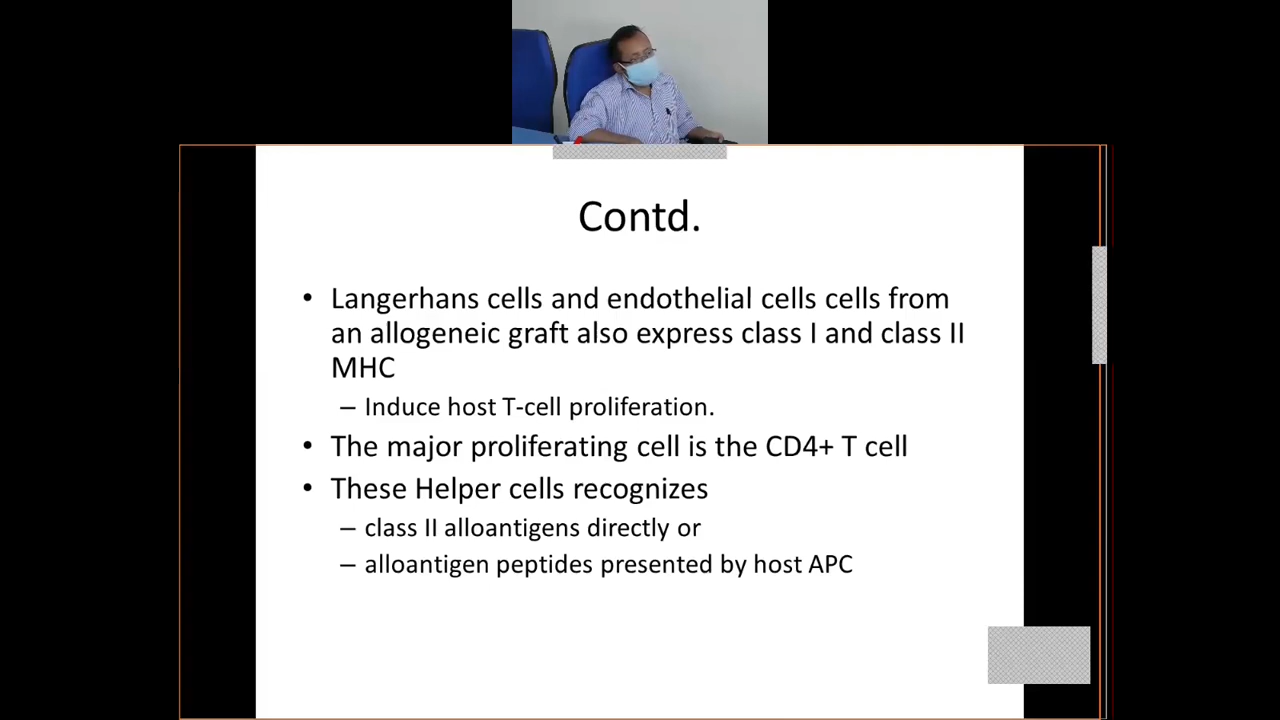 Contd.
• Langerhans cells and endothelial cells cells from
an allogeneic graft also express class I and class II
MHC
– Induce host T-cell proliferation.
• The major proliferating cell is the CD4+ T cell
• These Helper cells recognizes
– class II alloantigens directly or
– alloantigen peptides presented by host APC